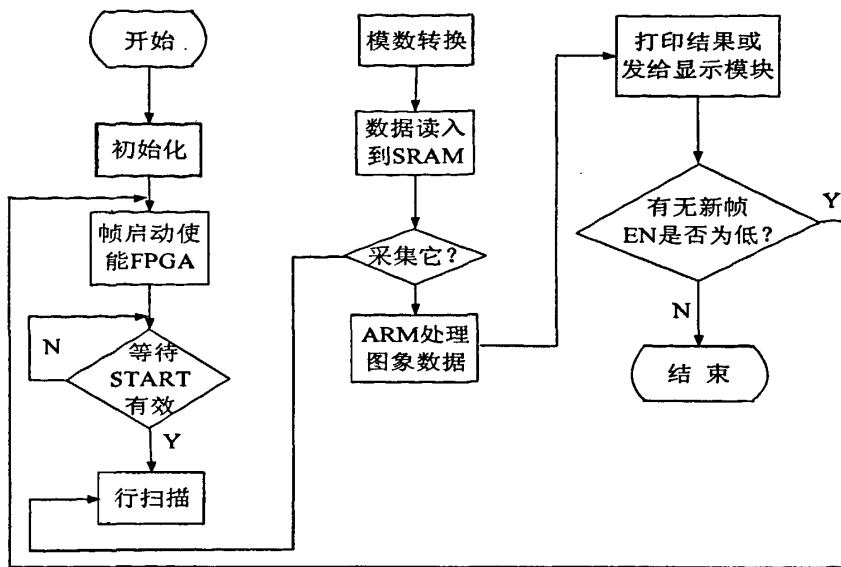 开始
初始化
帧启动使
能FPGA
N
等待
START
有效
Y
行扫描
模数转换
数据读入
到SRAM
采集它?
ARM处理
图象数据
打印结果或
发给显示模块
有无新帧
EN是否为低?
Y
N
结 束